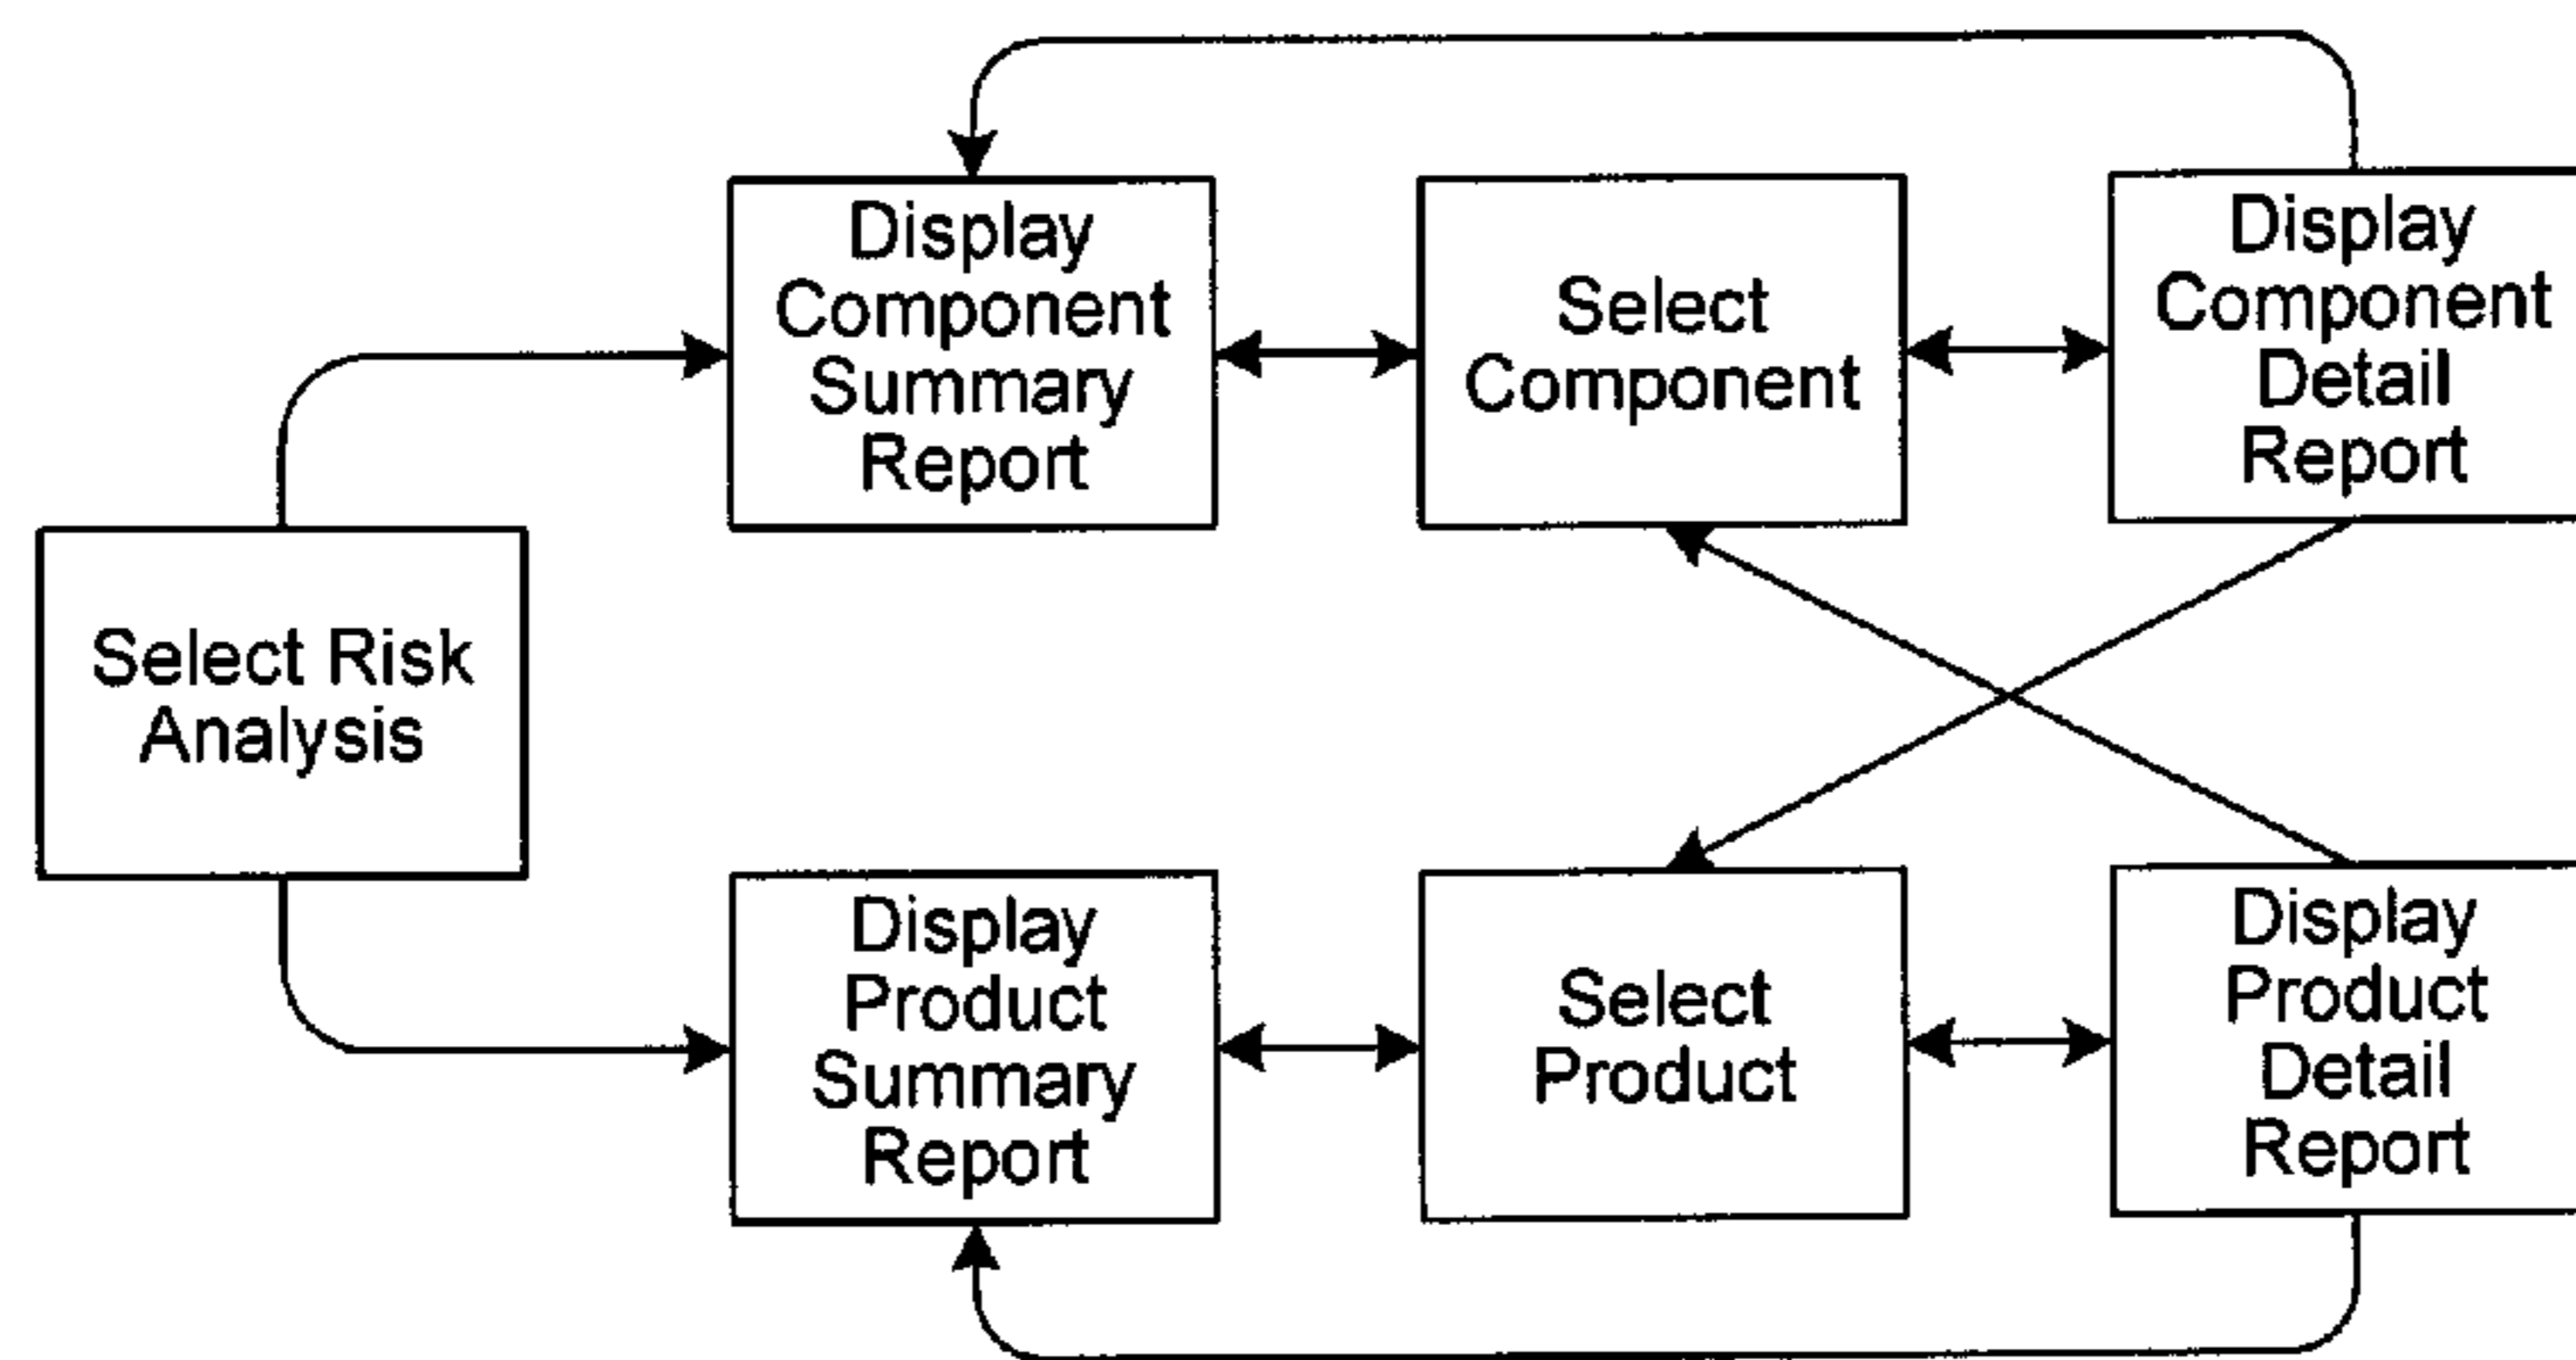 Display
Component
Summary
Report
Select
Component
Display
Component
Detail
Report
Select Risk
Analysis
Display
Product
Summary
Report
Select
Product
Display
Product
Detail
Report